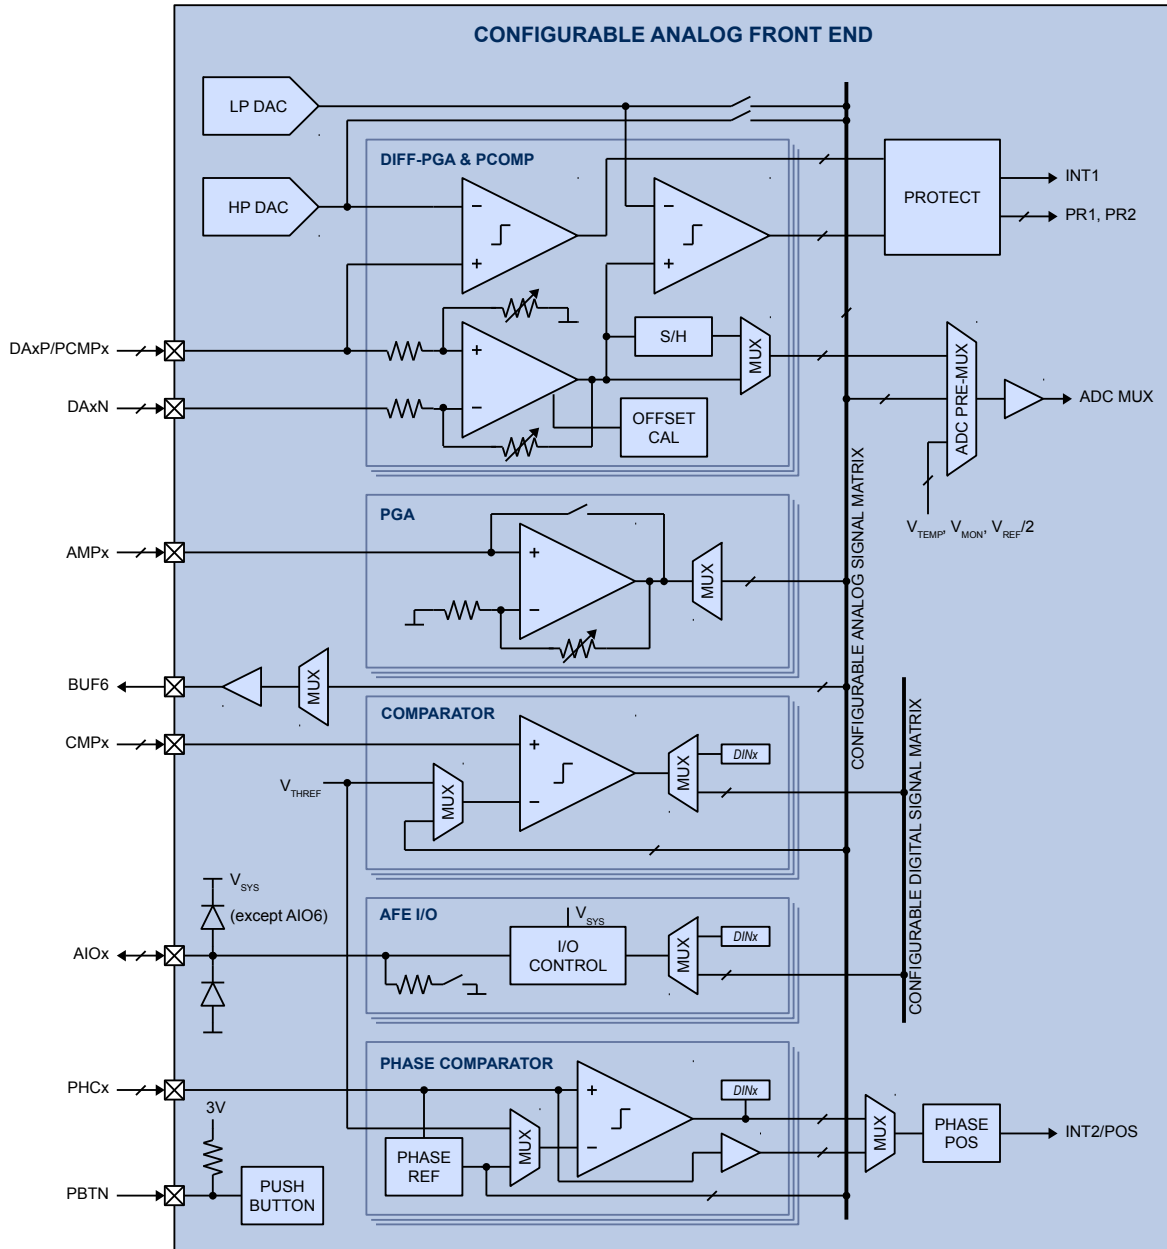 CONFIGURABLE ANALOG FRONT END
LP DAC
HP DAC
DIFF-PGA & PCOMP
−
+
−
+
PROTECT
INT1
PR1, PR2
DAxP/PCMPx
DAxN
+
−
S/H
MUX
OFFSET
CAL
ADC PRE-MUX
ADC MUX
VTEMP, VMON, VREF/2
CONFIGURABLE ANALOG SIGNAL MATRIX
PGA
AMPx
+
−
MUX
BUF6
MUX
COMPARATOR
CMPx
+
−
VTHREF
MUX
MUX
DINx
CONFIGURABLE DIGITAL SIGNAL MATRIX
VSYS
(except AIO6)
AIOx
AFE I/O
VSYS
I/O
CONTROL
MUX
DINx
PHASE COMPARATOR
PHCx
+
−
MUX
PHASE
REF
DINx
MUX
PHASE
POS
INT2/POS
3V
PBTN
PUSH
BUTTON